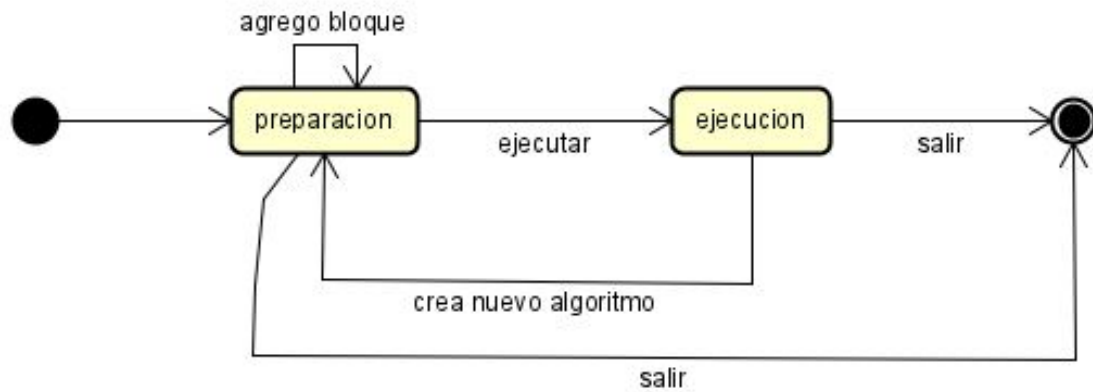 agrego bloque
preparacion
ejecutar
ejecucion
salir
crea nuevo algoritmo
salir